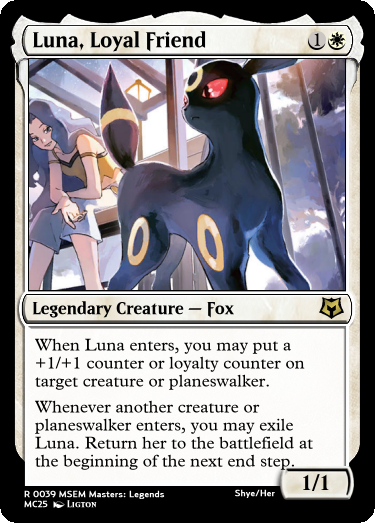 Luna, Loyal Friend 1
Legendary Creature — Fox
When Luna enters, you may put a
+1/+1 counter or loyalty counter on
target creature or planeswalker.
Whenever another creature or
planeswalker enters, you may exile
Luna. Return her to the battlefield at
the beginning of the next end step.
1/1
R 0039 MSEM Masters: Legends Shye/Her
MC25 LIGTON